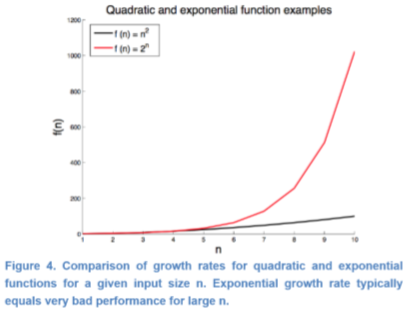 Quadratic and exponential function examples
1200
f (n) = n²
f (n) = 2ⁿ
1000
800
600
400
200
0
f(n)
1 2 3 4 5 6 7 8 9 10
n
Figure 4. Comparison of growth rates for quadratic and exponential
functions for a given input size n. Exponential growth rate typically
equals very bad performance for large n.